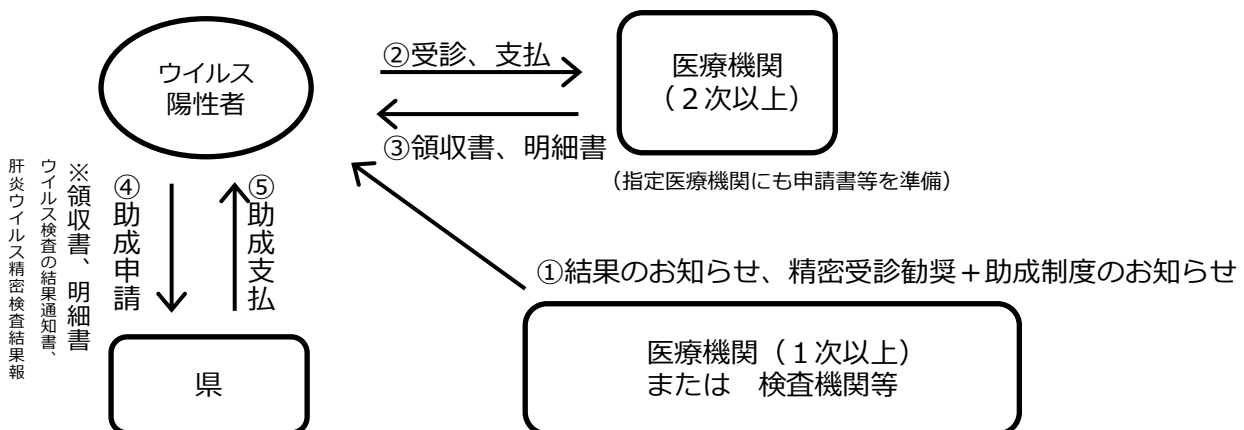 ウイルス
陽性者
②受診、支払
医療機関
（２次以上）
③領収書、明細書
（指定医療機関にも申請書等を準備）
④助成申請
⑤助成支払
※領収書、明細書
ウイルス検査の結果通知書、
肝炎ウイルス精密検査結果報
①結果のお知らせ、精密受診勧奨＋助成制度のお知らせ
県
医療機関（１次以上）
または　検査機関等